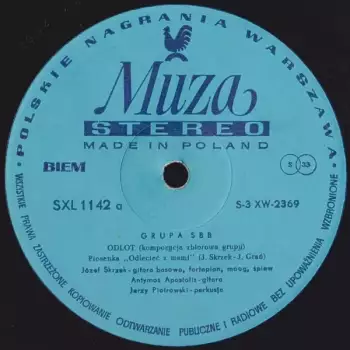 • POLSKIE NAGRANIA WARSZAWA •
Muza
STEREO
MADE IN POLAND
BIEM
S 33
SXL 1142 a
S-3 XW-2369
GRUPA SBB
ODLOT (kompozycja zbiorowa grupy)
Piosenka „Odlecieć z wami" (J. Skrzek - J. Grań)
Józef Skrzek-gitara basowa, fortepian, moog, śpiew
Antymos Apostolis-gitara
Jerzy Piotrowski-perkusja
WSZYSTKIE PRAWA ZASTRZEŻONE KOPIOWANIE ODTWARZANIE PUBLICZNE I RADIOWE BEZ UPOWAŻNIENIA WZBRONIONE